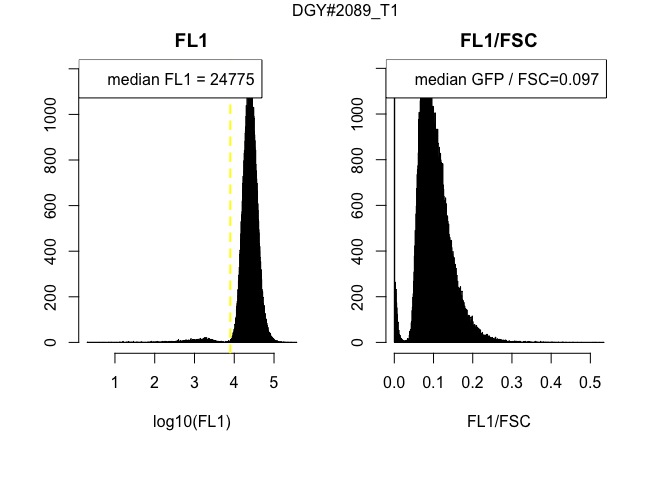 DGY#2089_T1
FL1
median FL1 = 24775
0
200
400
600
800
1000
1 2 3 4 5
log10(FL1)
FL1/FSC
median GFP / FSC=0.097
0
200
400
600
800
1000
0.0 0.1 0.2 0.3 0.4 0.5
FL1/FSC